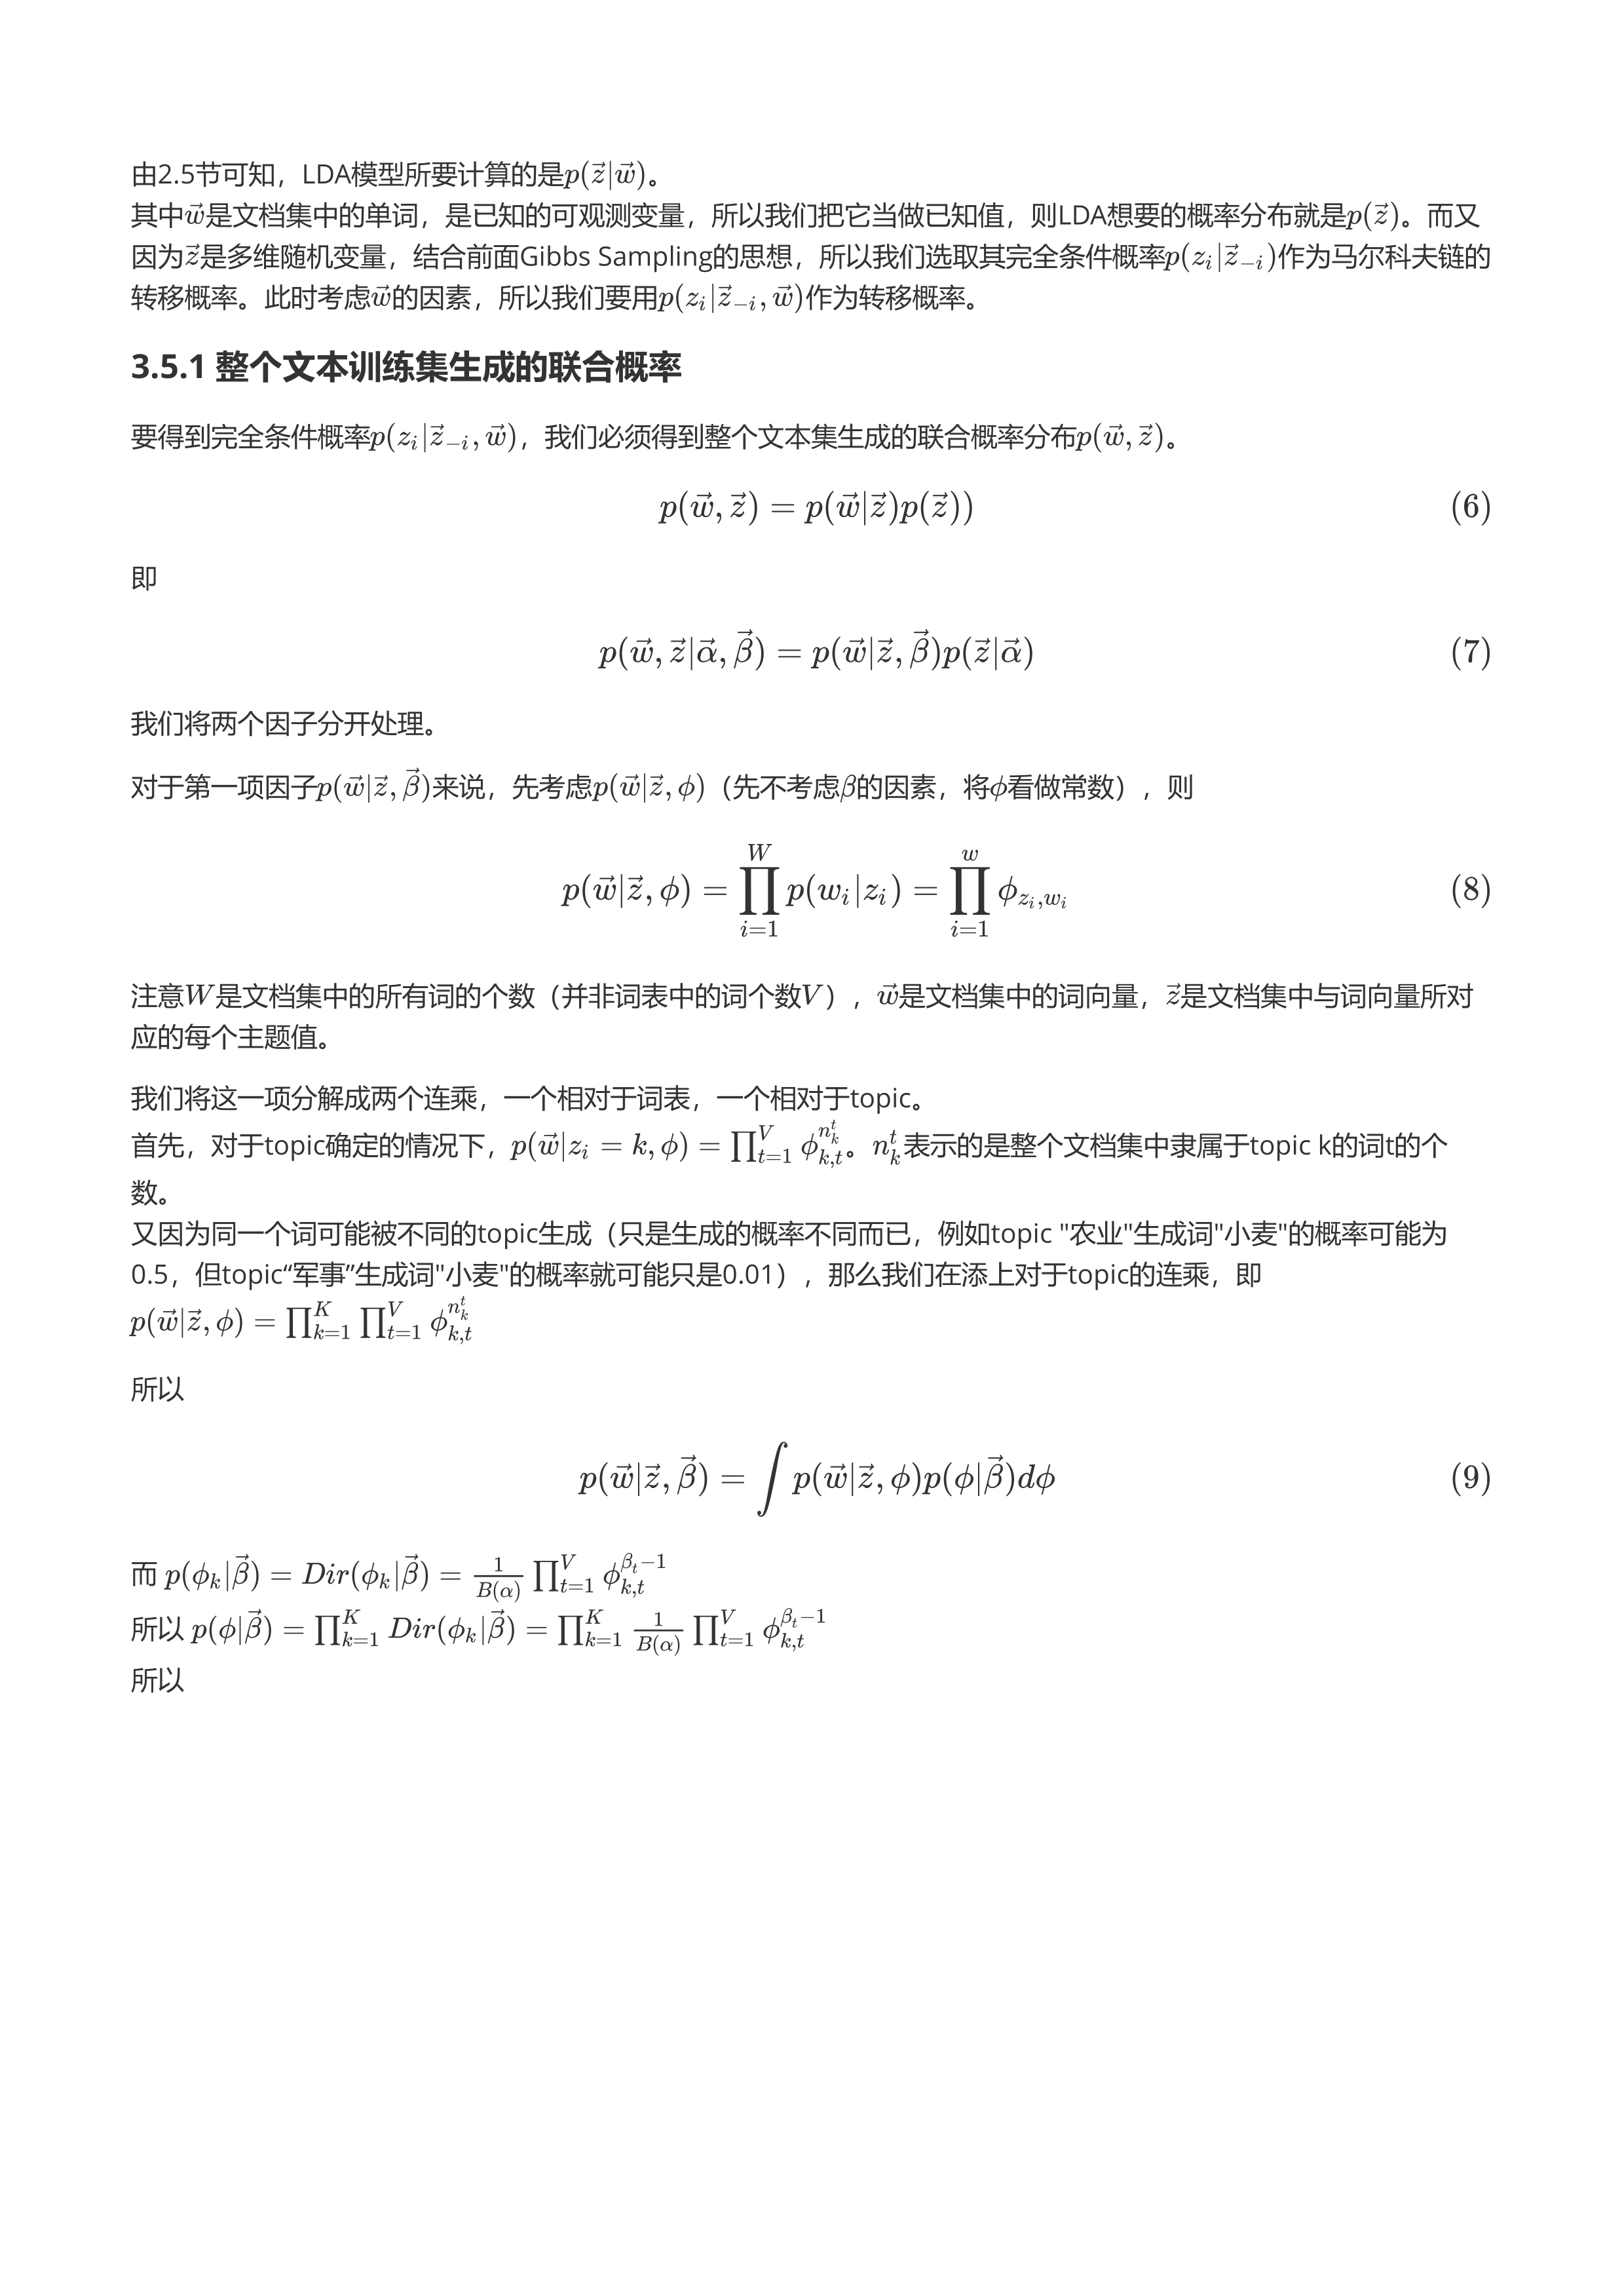 由2.5节可知，LDA模型所要计算的是$p(\vec{z}|\vec{w})$。
其中$\vec{w}$是文档集中的单词，是已知的可观测变量，所以我们把它当做已知值，则LDA想要的概率分布就是$p(\vec{z})$。而又
因为$\vec{z}$是多维随机变量，结合前面Gibbs Sampling的思想，所以我们选取其完全条件概率$p(z_i|\vec{z}_{-i})$作为马尔科夫链的
转移概率。此时考虑$\vec{w}$的因素，所以我们要用$p(z_i|\vec{z}_{-i},\vec{w})$作为转移概率。
3.5.1 整个文本训练集生成的联合概率
要得到完全条件概率$p(z_i|\vec{z}_{-i},\vec{w})$，我们必须得到整个文本集生成的联合概率分布$p(\vec{w},\vec{z})$。
$p(\vec{w},\vec{z}) = p(\vec{w}|\vec{z})p(\vec{z}))$ (6)
即
$p(\vec{w},\vec{z}|\vec{\alpha},\vec{\beta}) = p(\vec{w}|\vec{z},\vec{\beta})p(\vec{z}|\vec{\alpha})$ (7)
我们将两个因子分开处理。
对于第一项因子$p(\vec{w}|\vec{z},\vec{\beta})$来说，先考虑$p(\vec{w}|\vec{z},\phi)$（先不考虑$\beta$的因素，将$\phi$看做常数），则
$p(\vec{w}|\vec{z},\phi) = \prod_{i=1}^{W} p(w_i|z_i) = \prod_{i=1}^{w} \phi_{z_i,w_i}$ (8)
注意$W$是文档集中的所有词的个数（并非词表中的词个数$V$），$\vec{w}$是文档集中的词向量，$\vec{z}$是文档集中与词向量所对
应的每个主题值。
我们将这一项分解成两个连乘，一个相对于词表，一个相对于topic。
首先，对于topic确定的情况下，$p(\vec{w}|z_i = k,\phi) = \prod_{t=1}^{V} \phi_{k,t}^{n_k^t}$。$n_k^t$表示的是整个文档集中隶属于topic k的词t的个
数。
又因为同一个词可能被不同的topic生成（只是生成的概率不同而已，例如topic "农业"生成词"小麦"的概率可能为
0.5，但topic“军事”生成词"小麦"的概率就可能只是0.01），那么我们在添上对于topic的连乘，即
$p(\vec{w}|\vec{z},\phi) = \prod_{k=1}^{K} \prod_{t=1}^{V} \phi_{k,t}^{n_k^t}$
所以
$p(\vec{w}|\vec{z},\vec{\beta}) = \int p(\vec{w}|\vec{z},\phi)p(\phi|\vec{\beta})d\phi$ (9)
而 $p(\phi_k|\vec{\beta}) = Dir(\phi_k|\vec{\beta}) = \frac{1}{B(\alpha)} \prod_{t=1}^{V} \phi_{k,t}^{\beta_t-1}$
所以 $p(\phi|\vec{\beta}) = \prod_{k=1}^{K} Dir(\phi_k|\vec{\beta}) = \prod_{k=1}^{K} \frac{1}{B(\alpha)} \prod_{t=1}^{V} \phi_{k,t}^{\beta_t-1}$
所以